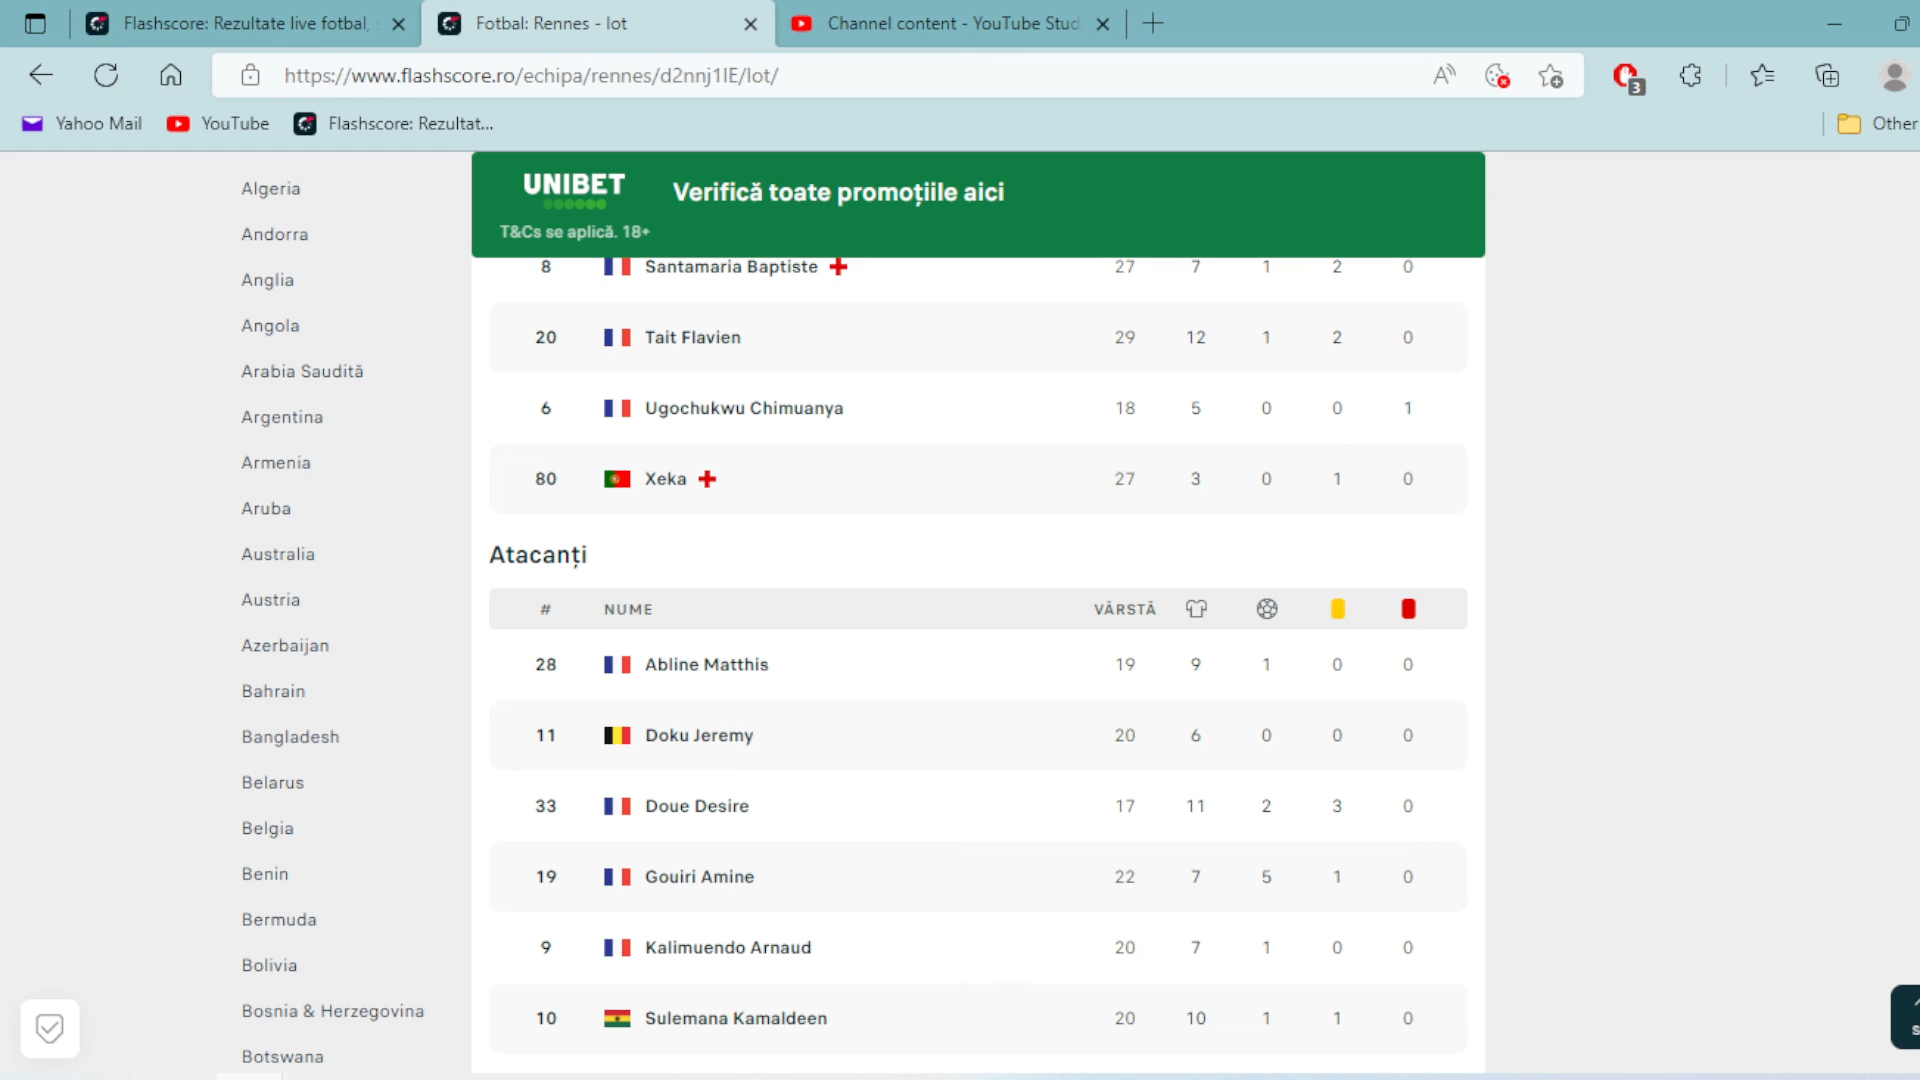 Flashscore: Rezultate live fotbal,
Fotbal: Rennes - lot
Channel content - YouTube Stud
https://www.flashscore.ro/echipa/rennes/d2nnj1IE/lot/
3
Yahoo Mail
YouTube
Flashscore: Rezultat...
Other
UNIBET
Verifică toate promoțiile aici
T&Cs se aplică. 18+
Algeria
Andorra
Anglia
Angola
Arabia Saudită
Argentina
Armenia
Aruba
Australia
Austria
Azerbaijan
Bahrain
Bangladesh
Belarus
Belgia
Benin
Bermuda
Bolivia
Bosnia & Herzegovina
Botswana
8 Santamaria Baptiste 27 7 1 2 0
20 Tait Flavien 29 12 1 2 0
6 Ugochukwu Chimuanya 18 5 0 0 1
80 Xeka 27 3 0 1 0
Atacanți
# NUME VÂRSTĂ
28 Abline Matthis 19 9 1 0 0
11 Doku Jeremy 20 6 0 0 0
33 Doue Desire 17 11 2 3 0
19 Gouiri Amine 22 7 5 1 0
9 Kalimuendo Arnaud 20 7 1 0 0
10 Sulemana Kamaldeen 20 10 1 1 0